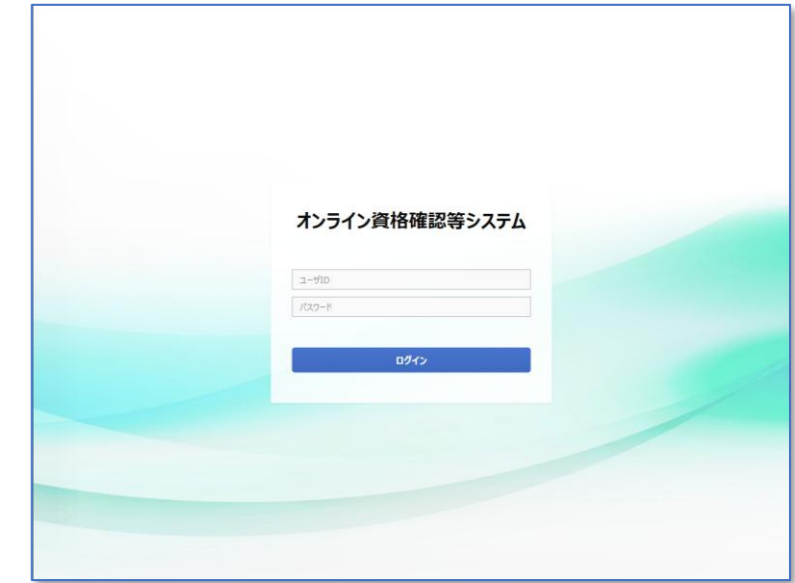 オンライン資格確認等システム
ユーザID
パスワード
ログイン